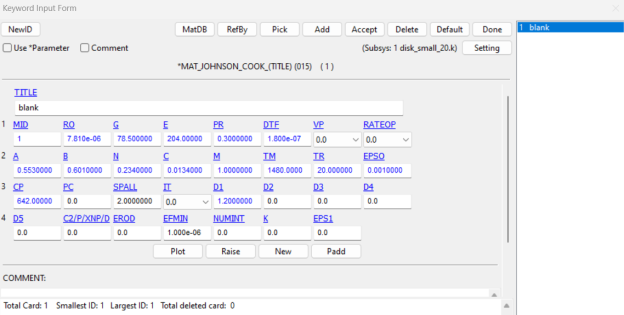 Keyword Input Form
NewID MatDB RefBy Pick Add Accept Delete Default Done
1 blank
Use *Parameter Comment (Subsys: 1 disk_small_20.k) Setting
*MAT_JOHNSON_COOK_(TITLE) (015) (1)
TITLE
blank
1 MID RO G E PR DTF VP RATEOP
1 7.810e-06 78.500000 204.00000 0.3000000 1.800e-07 0.0 0.0
2 A B N C M TM TR EPSO
0.5530000 0.6010000 0.2340000 0.0134000 1.0000000 1480.0000 20.000000 0.0010000
3 CP PC SPALL IT D1 D2 D3 D4
642.00000 0.0 2.0000000 0.0 1.2000000 0.0 0.0 0.0
4 D5 C2/P/XNP/D EROD EFMIN NUMINT K EPS1
0.0 0.0 0.0 1.000e-06 0.0 0.0 0.0
Plot Raise New Padd
COMMENT:
Total Card: 1 Smallest ID: 1 Largest ID: 1 Total deleted card: 0